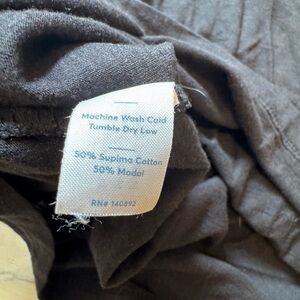 Machine Wash Cold
Tumble Dry Low
50% Supima Cotton
50% Modal
RN# 140892